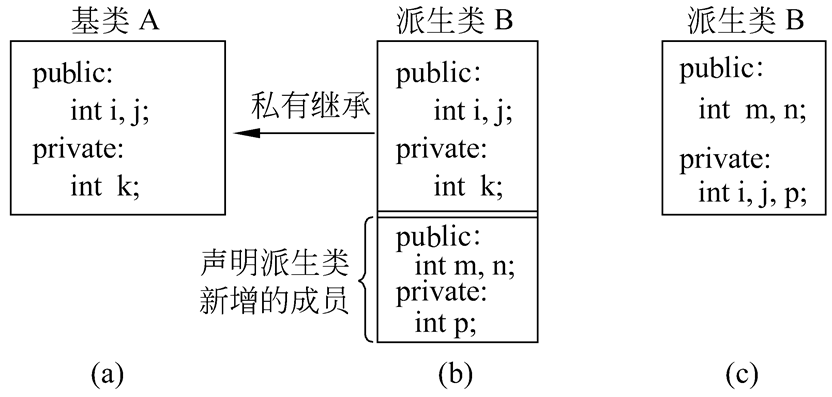 基类 A
public:
int i, j;
private:
int k;
私有继承
派生类 B
public:
int i, j;
private:
int k;
声明派生类
新增的成员
public:
int m, n;
private:
int p;
派生类 B
public:
int m, n;
private:
int i, j, p;
(a)
(b)
(c)